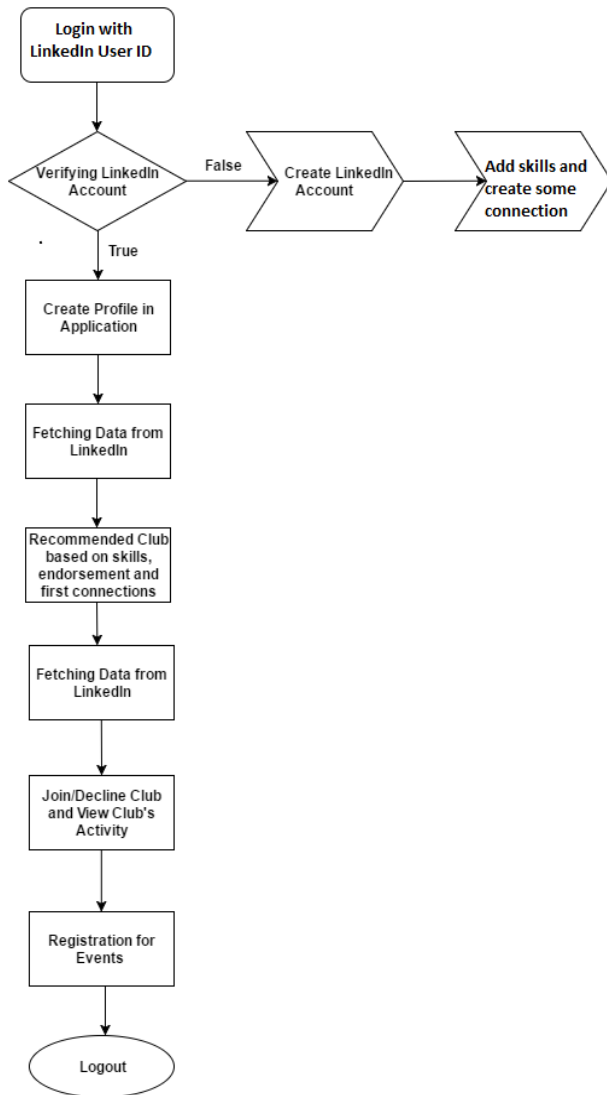 Login with
LinkedIn User ID
Verifying LinkedIn
Account
False
Create LinkedIn
Account
Add skills and
create some
connection
True
Create Profile in
Application
Fetching Data from
LinkedIn
Recommended Club
based on skills,
endorsement and
first connections
Fetching Data from
LinkedIn
Join/Decline Club
and View Club's
Activity
Registration for
Events
Logout